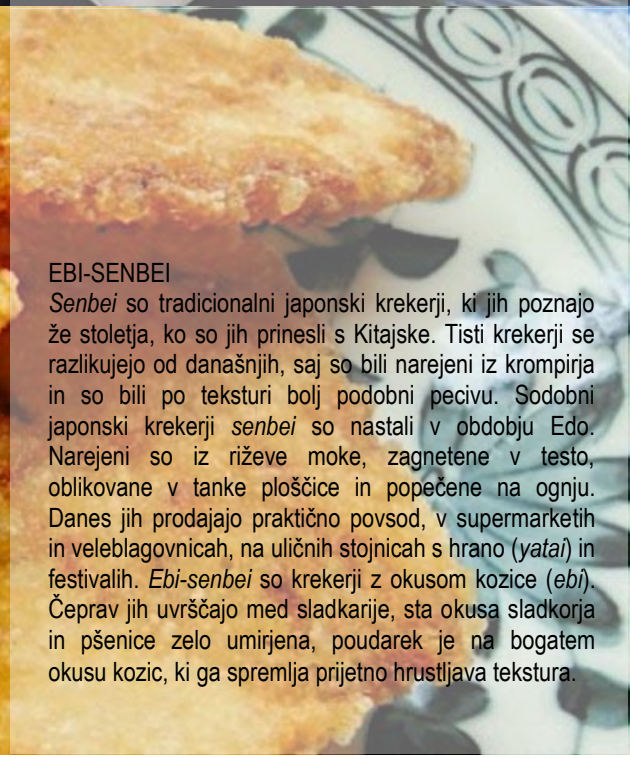 EBI-SENBEI
Senbei so tradicionalni japonski krekerji, ki jih poznajo
že stoletja, ko so jih prinesli s Kitajske. Tisti krekerji se
razlikujejo od današnjih, saj so bili narejeni iz krompirja
in so bili po teksturi bolj podobni pecivu. Sodobni
japonski krekerji senbei so nastali v obdobju Edo.
Narejeni so iz riževe moke, zagnetene v testo,
oblikovane v tanke ploščice in popečene na ognju.
Danes jih prodajajo praktično povsod, v supermarketih
in veleblagovnicah, na uličnih stojnicah s hrano (yatai) in
festivalih. Ebi-senbei so krekerji z okusom kozice (ebi).
Čeprav jih uvrščajo med sladkarije, sta okusa sladkorja
in pšenice zelo umirjena, poudarek je na bogatem
okusu kozic, ki ga spremlja prijetno hrustljava tekstura.